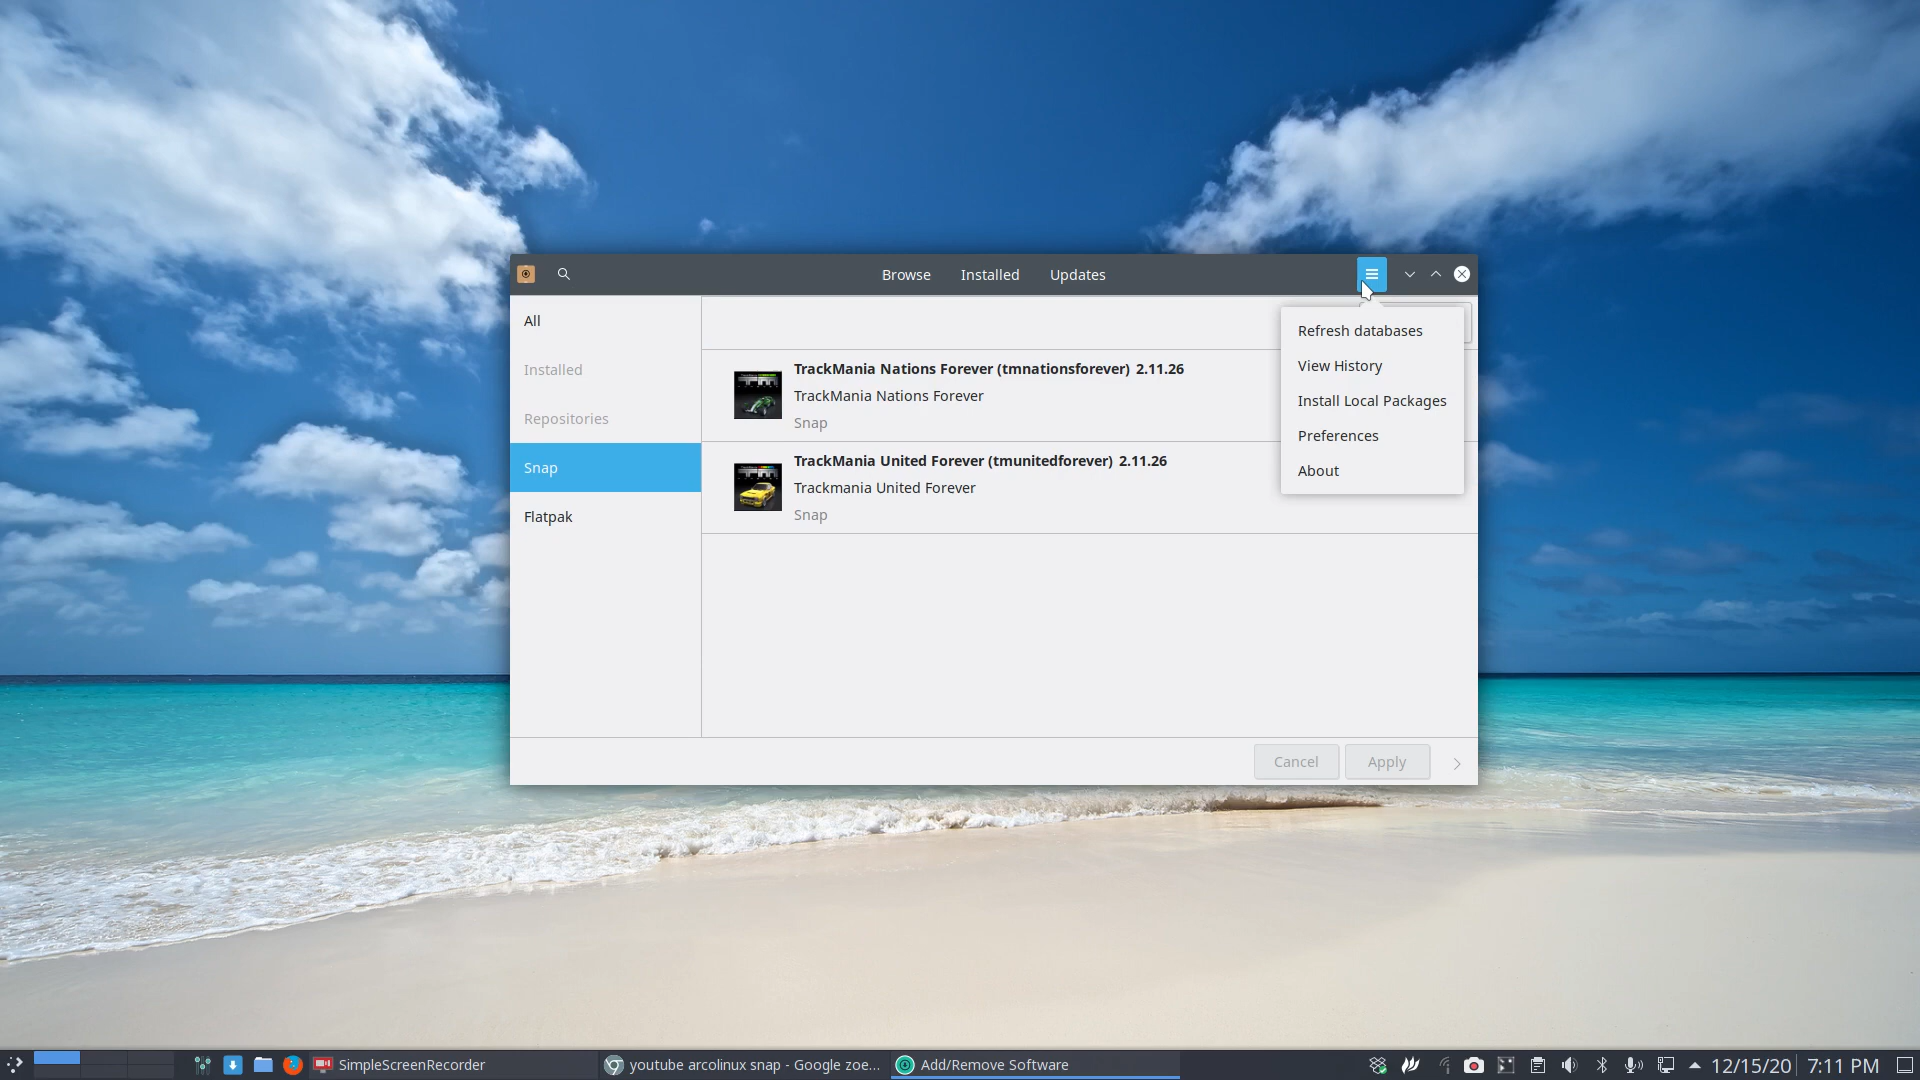 Browse Installed Updates
All
Installed
Repositories
Snap
Flatpak
TrackMania Nations Forever (tmnationsforever) 2.11.26
TrackMania Nations Forever
Snap
TrackMania United Forever (tmunitedforever) 2.11.26
Trackmania United Forever
Snap
Refresh databases
View History
Install Local Packages
Preferences
About
Cancel Apply
SimpleScreenRecorder youtube arcolinux snap - Google zoe... Add/Remove Software 12/15/20 7:11 PM